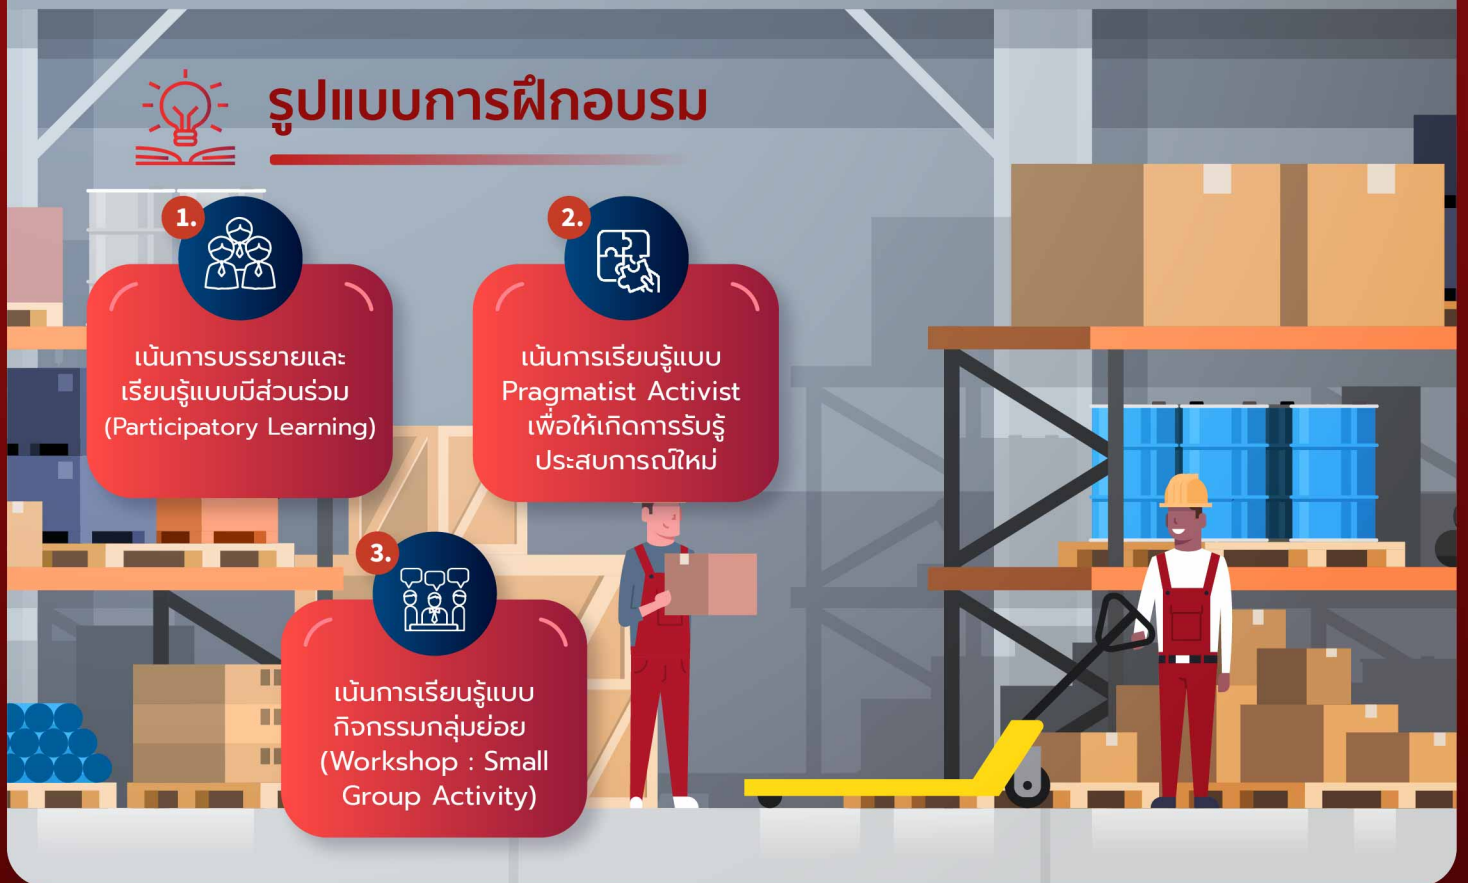 รูปแบบการฝึกอบรม
1.
เน้นการบรรยายและ
เรียนรู้แบบมีส่วนร่วม
(Participatory Learning)
2.
เน้นการเรียนรู้แบบ
Pragmatist Activist
เพื่อให้เกิดการรับรู้
ประสบการณ์ใหม่
3.
เน้นการเรียนรู้แบบ
กิจกรรมกลุ่มย่อย
(Workshop : Small
Group Activity)